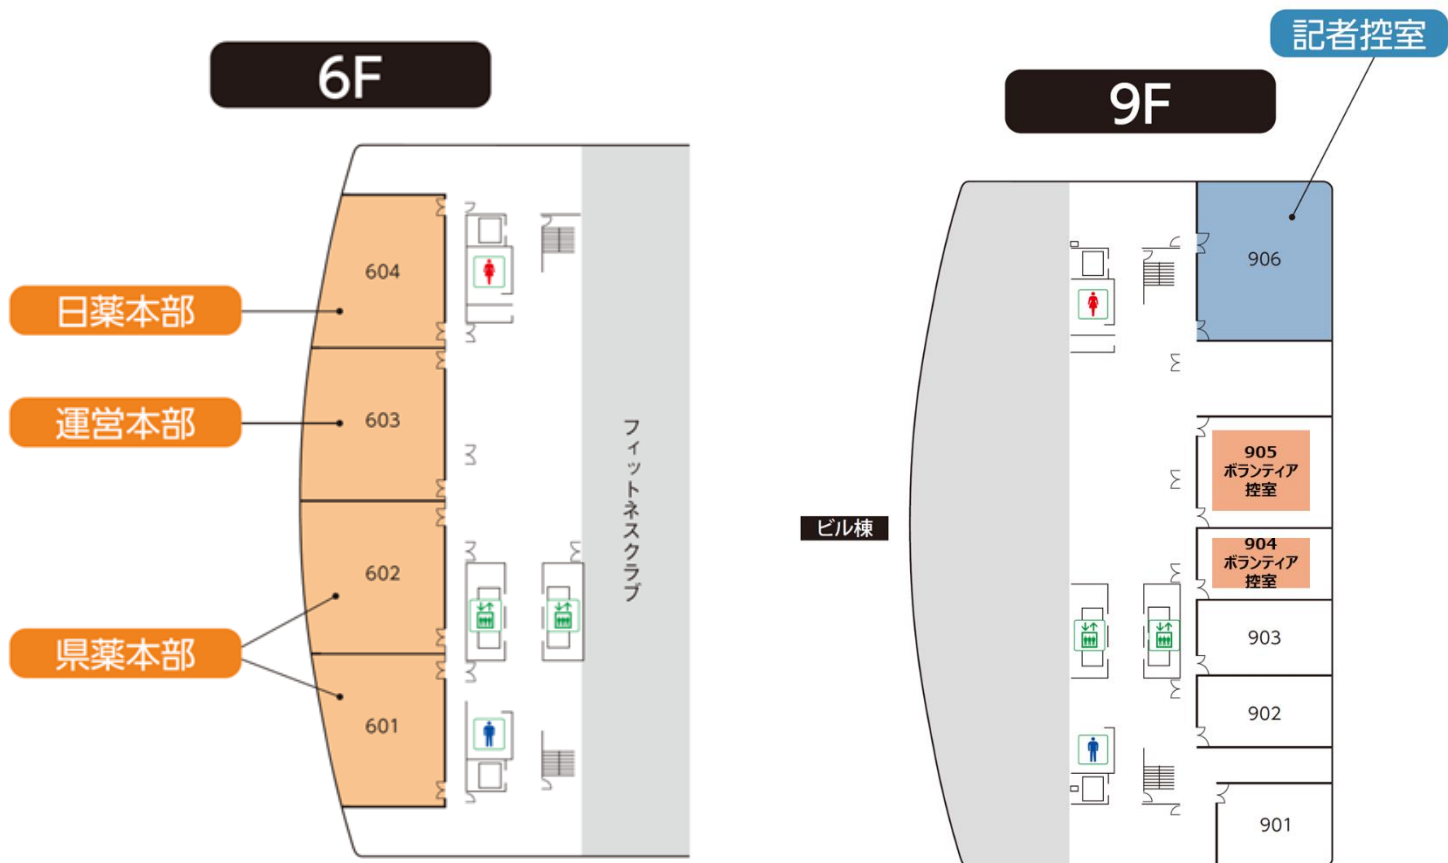 6F
日薬本部
運営本部
県薬本部
604
603
602
601
フィットネスクラブ
記者控室
9F
ビル棟
906
905
ボランティア
控室
904
ボランティア
控室
903
902
901